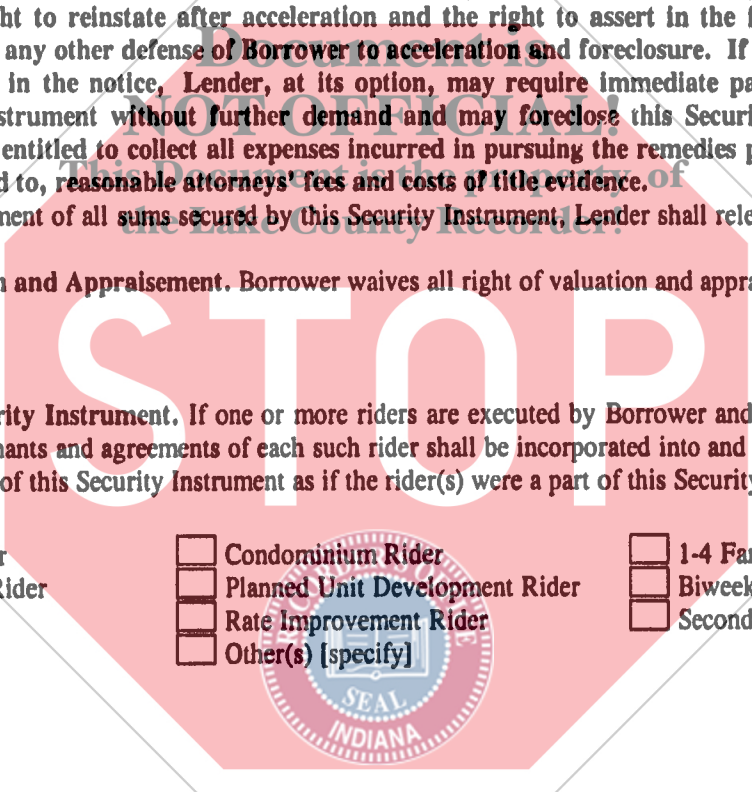 ht to reinstate after acceleration and the right to assert in the f
any other defense of Borrower to acceleration and foreclosure. If
in the notice, Lender, at its option, may require immediate pa
strument without further demand and may foreclose this Securi
entitled to collect all expenses incurred in pursuing the remedies p
d to, reasonable attorneys' fees and costs of title evidence.
ment of all sums secured by this Security Instrument, Lender shall rele
Document is
NOT OFFICIAL!
This Document is the property of
the Lake County Recorder!
n and Appraisement. Borrower waives all right of valuation and appra
STOP
rity Instrument. If one or more riders are executed by Borrower and
nants and agreements of each such rider shall be incorporated into and
of this Security Instrument as if the rider(s) were a part of this Security
r
Rider
Condominium Rider
Planned Unit Development Rider
Rate Improvement Rider
Other(s) [specify]
1-4 Fam
Biweek
Second
RECORDER'S OFFICE
SEAL
INDIANA